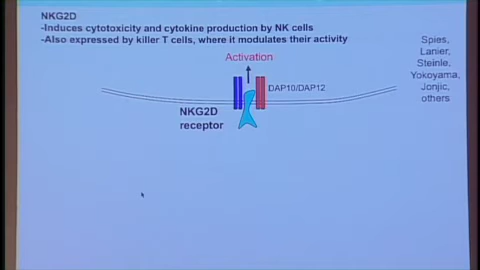 NKG2D
-Induces cytotoxicity and cytokine production by NK cells
-Also expressed by killer T cells, where it modulates their activity
Spies,
Lanier,
Steinle,
Yokoyama,
Jonjic,
others
Activation
DAP10/DAP12
NKG2D
receptor